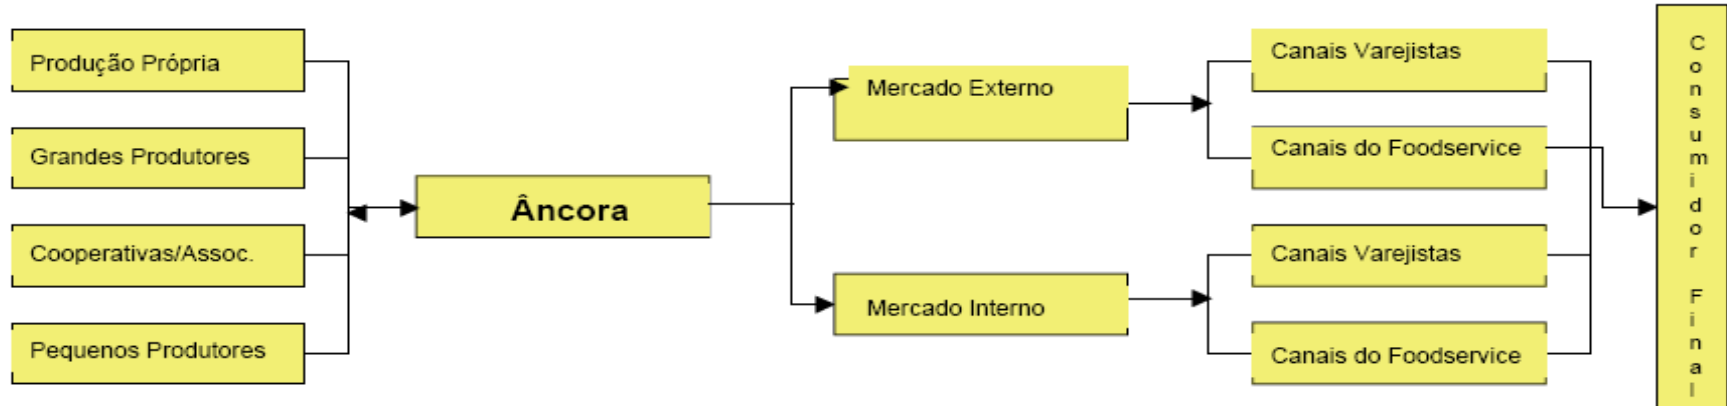 Produção Própria
Grandes Produtores
Cooperativas/Assoc.
Pequenos Produtores
Âncora
Mercado Externo
Mercado Interno
Canais Varejistas
Canais do Foodservice
Canais Varejistas
Canais do Foodservice
Consumidor Final